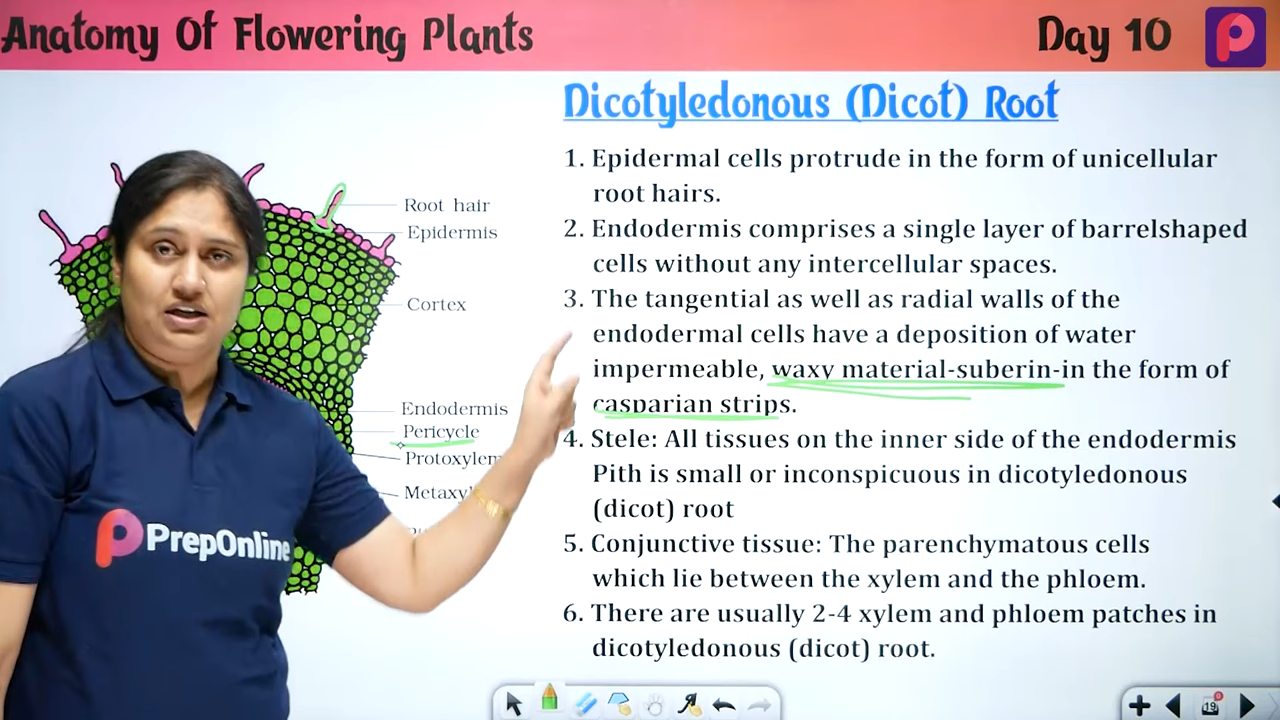 Anatomy Of Flowering Plants
Day 10
Dicotyledonous (Dicot) Root
1. Epidermal cells protrude in the form of unicellular
root hairs.
2. Endodermis comprises a single layer of barrelshaped
cells without any intercellular spaces.
3. The tangential as well as radial walls of the
endodermal cells have a deposition of water
impermeable, waxy material-suberin-in the form of
casparian strips.
4. Stele: All tissues on the inner side of the endodermis
Pith is small or inconspicuous in dicotyledonous
(dicot) root
5. Conjunctive tissue: The parenchymatous cells
which lie between the xylem and the phloem.
6. There are usually 2-4 xylem and phloem patches in
dicotyledonous (dicot) root.
Root hair
Epidermis
Cortex
Endodermis
Pericycle
Protoxylem
PrepOnline
19